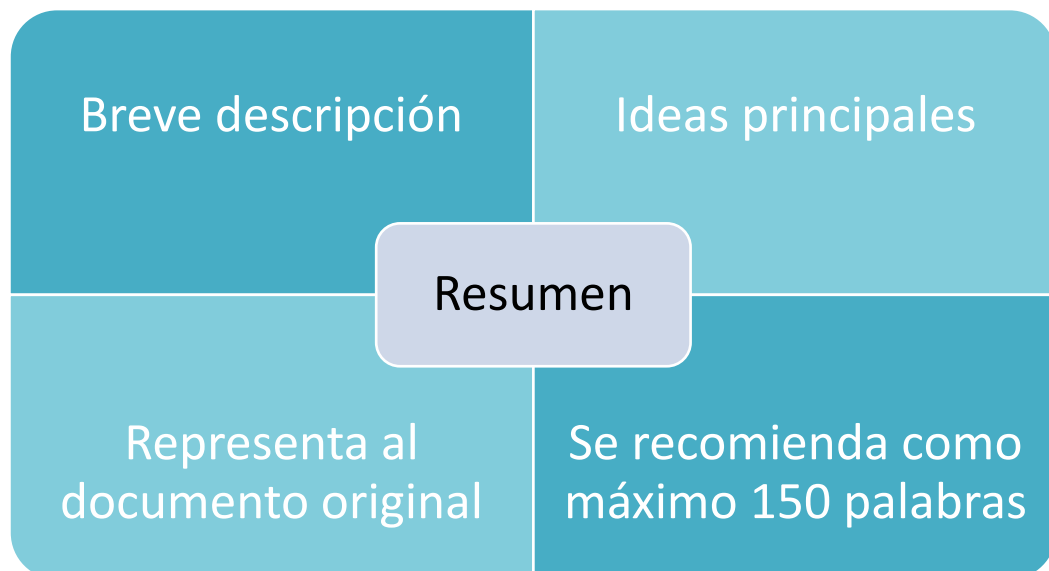 Breve descripción
Ideas principales
Resumen
Representa al
documento original
Se recomienda como
máximo 150 palabras